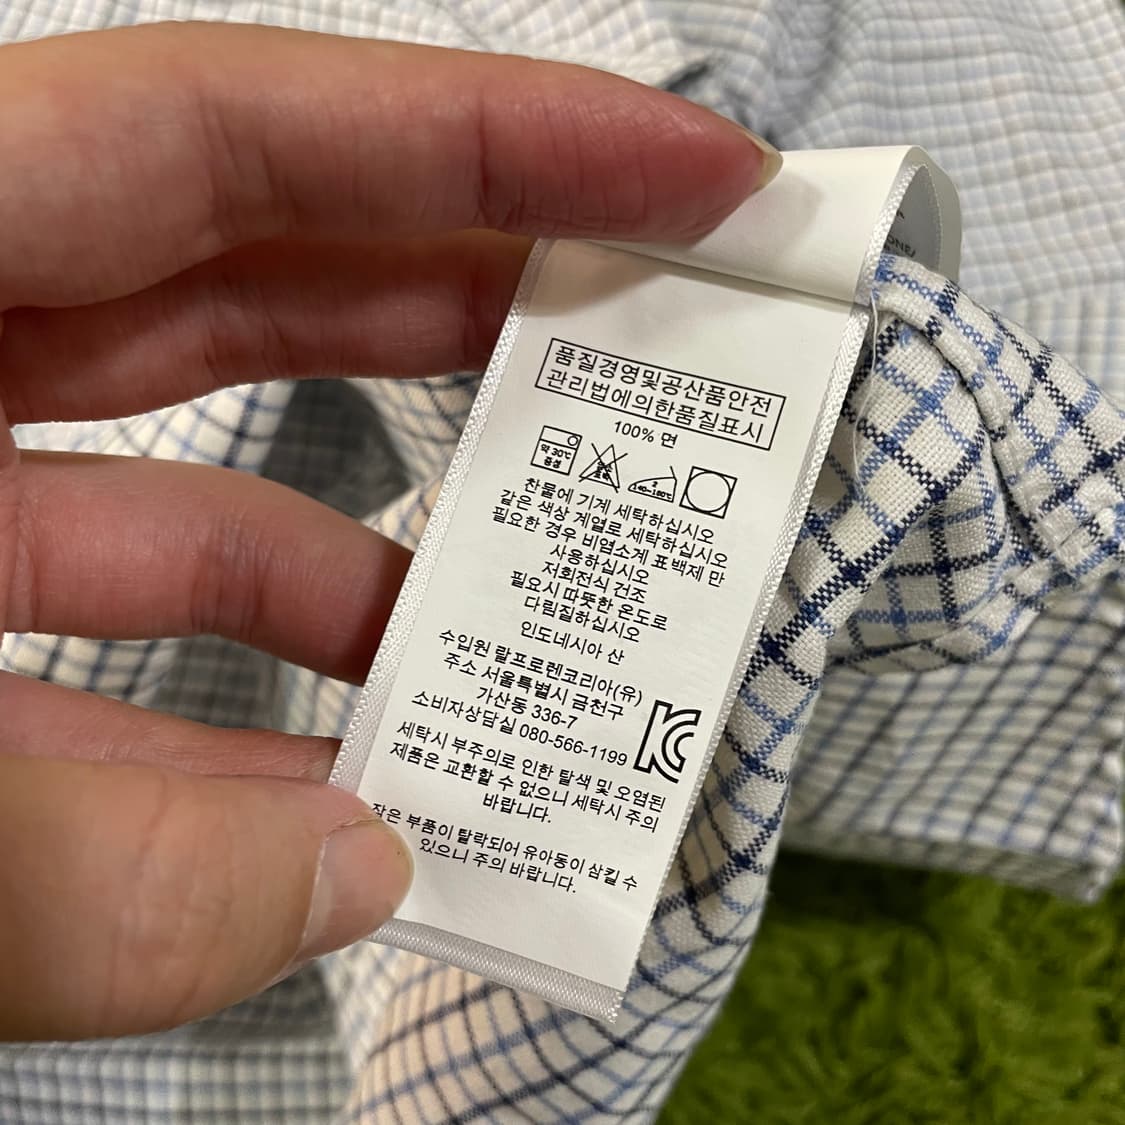 품질경영및공산품안전
관리법에의한품질표시
100% 면
약 30℃
중성
염소
표백
2
140~160℃
찬물에 기계 세탁하십시오
같은 색상 계열로 세탁하십시오
필요한 경우 비염소계 표백제 만
사용하십시오
저회전식 건조
필요시 따뜻한 온도로
다림질하십시오
인도네시아 산
수입원 랄프로렌코리아(유)
주소 서울특별시 금천구
가산동 336-7
소비자상담실 080-566-1199
세탁시 부주의로 인한 탈색 및 오염된
제품은 교환할 수 없으니 세탁시 주의
바랍니다.
작은 부품이 탈락되어 유아동이 삼킬 수
있으니 주의 바랍니다.